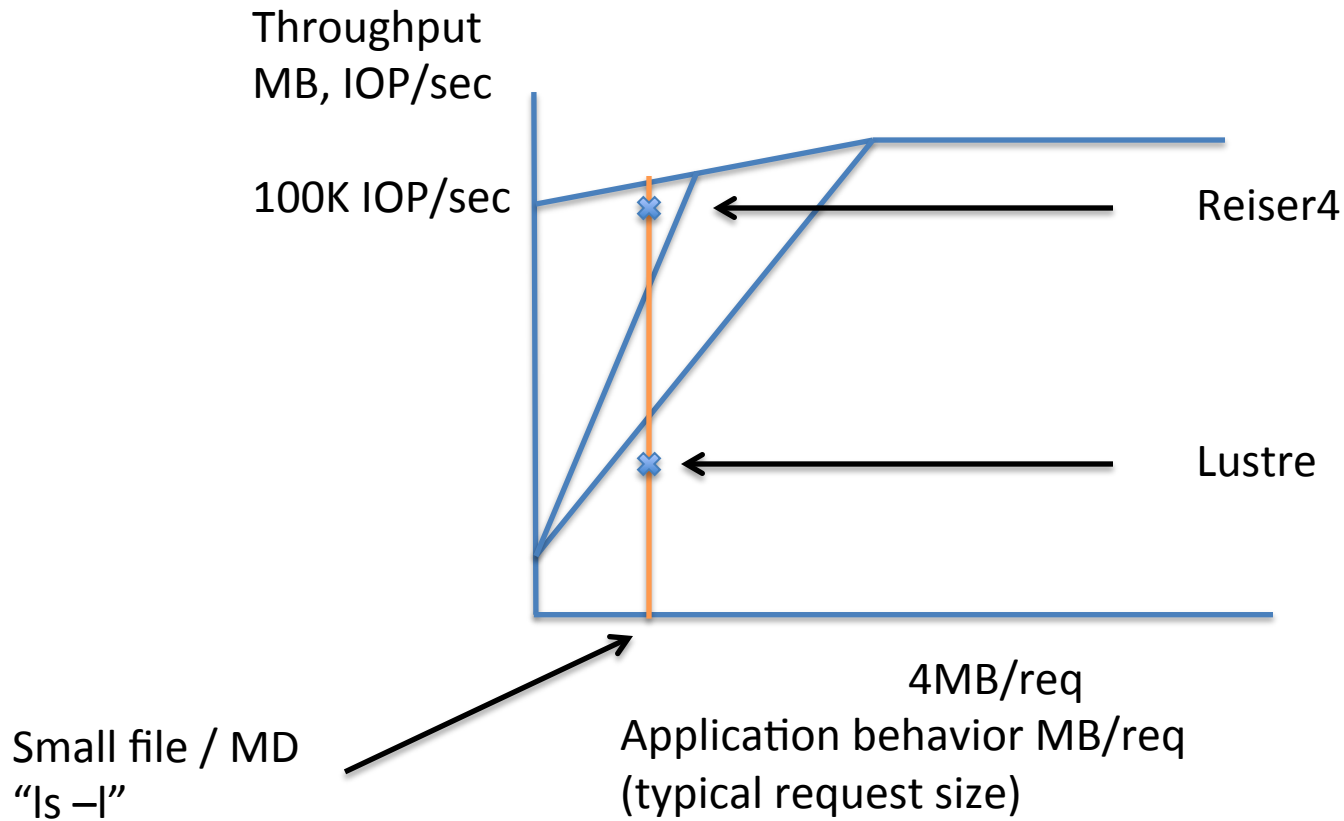 Throughput
MB, IOP/sec
100K IOP/sec
Reiser4
Lustre
4MB/req
Application behavior MB/req
(typical request size)
Small file / MD
“ls –l”